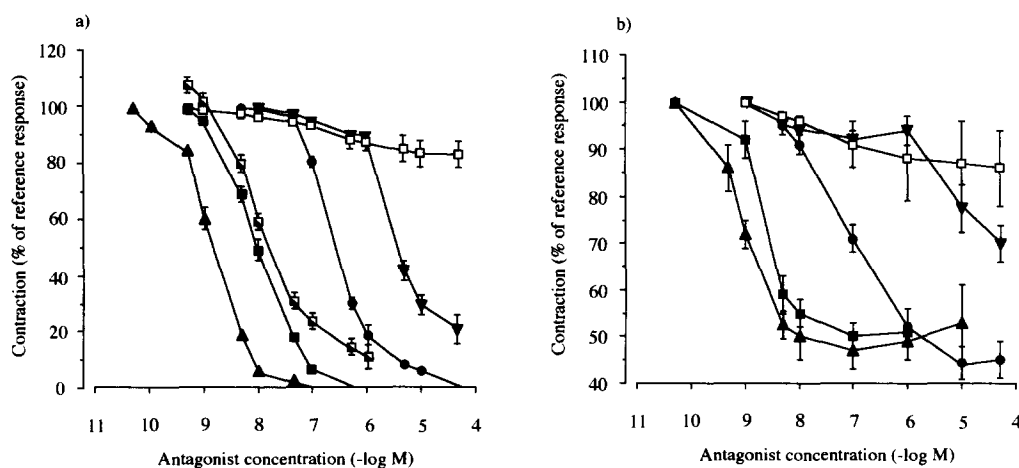 a)
120
100
80
60
40
20
0
11 10 9 8 7 6 5 4
Contraction (% of reference response)
Antagonist concentration (-log M)
b)
110
100
90
80
70
60
50
40
11 10 9 8 7 6 5 4
Contraction (% of reference response)
Antagonist concentration (-log M)